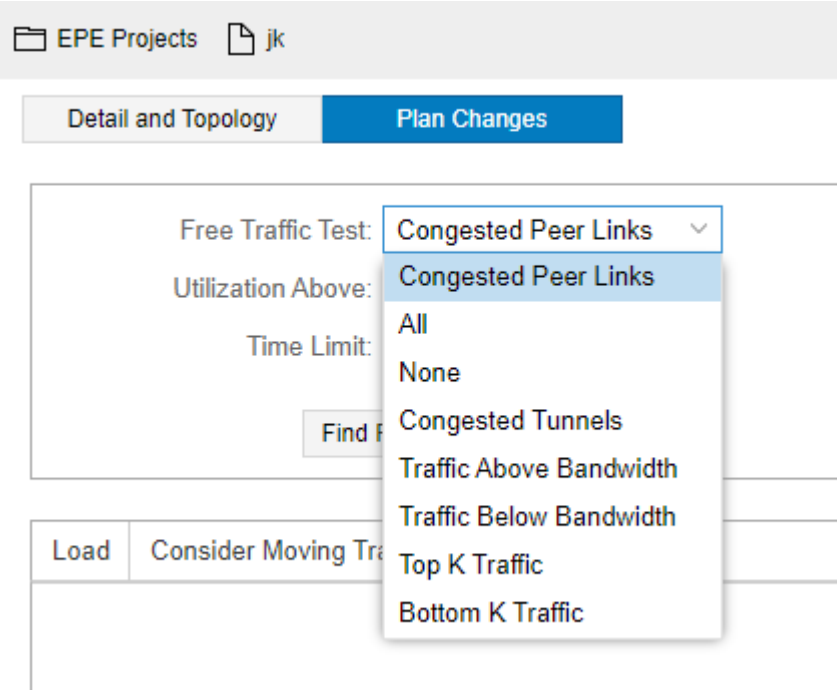 EPE Projects jk
Detail and Topology Plan Changes
Free Traffic Test: Congested Peer Links
Utilization Above:
Time Limit:
Congested Peer Links
All
None
Congested Tunnels
Traffic Above Bandwidth
Traffic Below Bandwidth
Top K Traffic
Bottom K Traffic
Find
Load Consider Moving